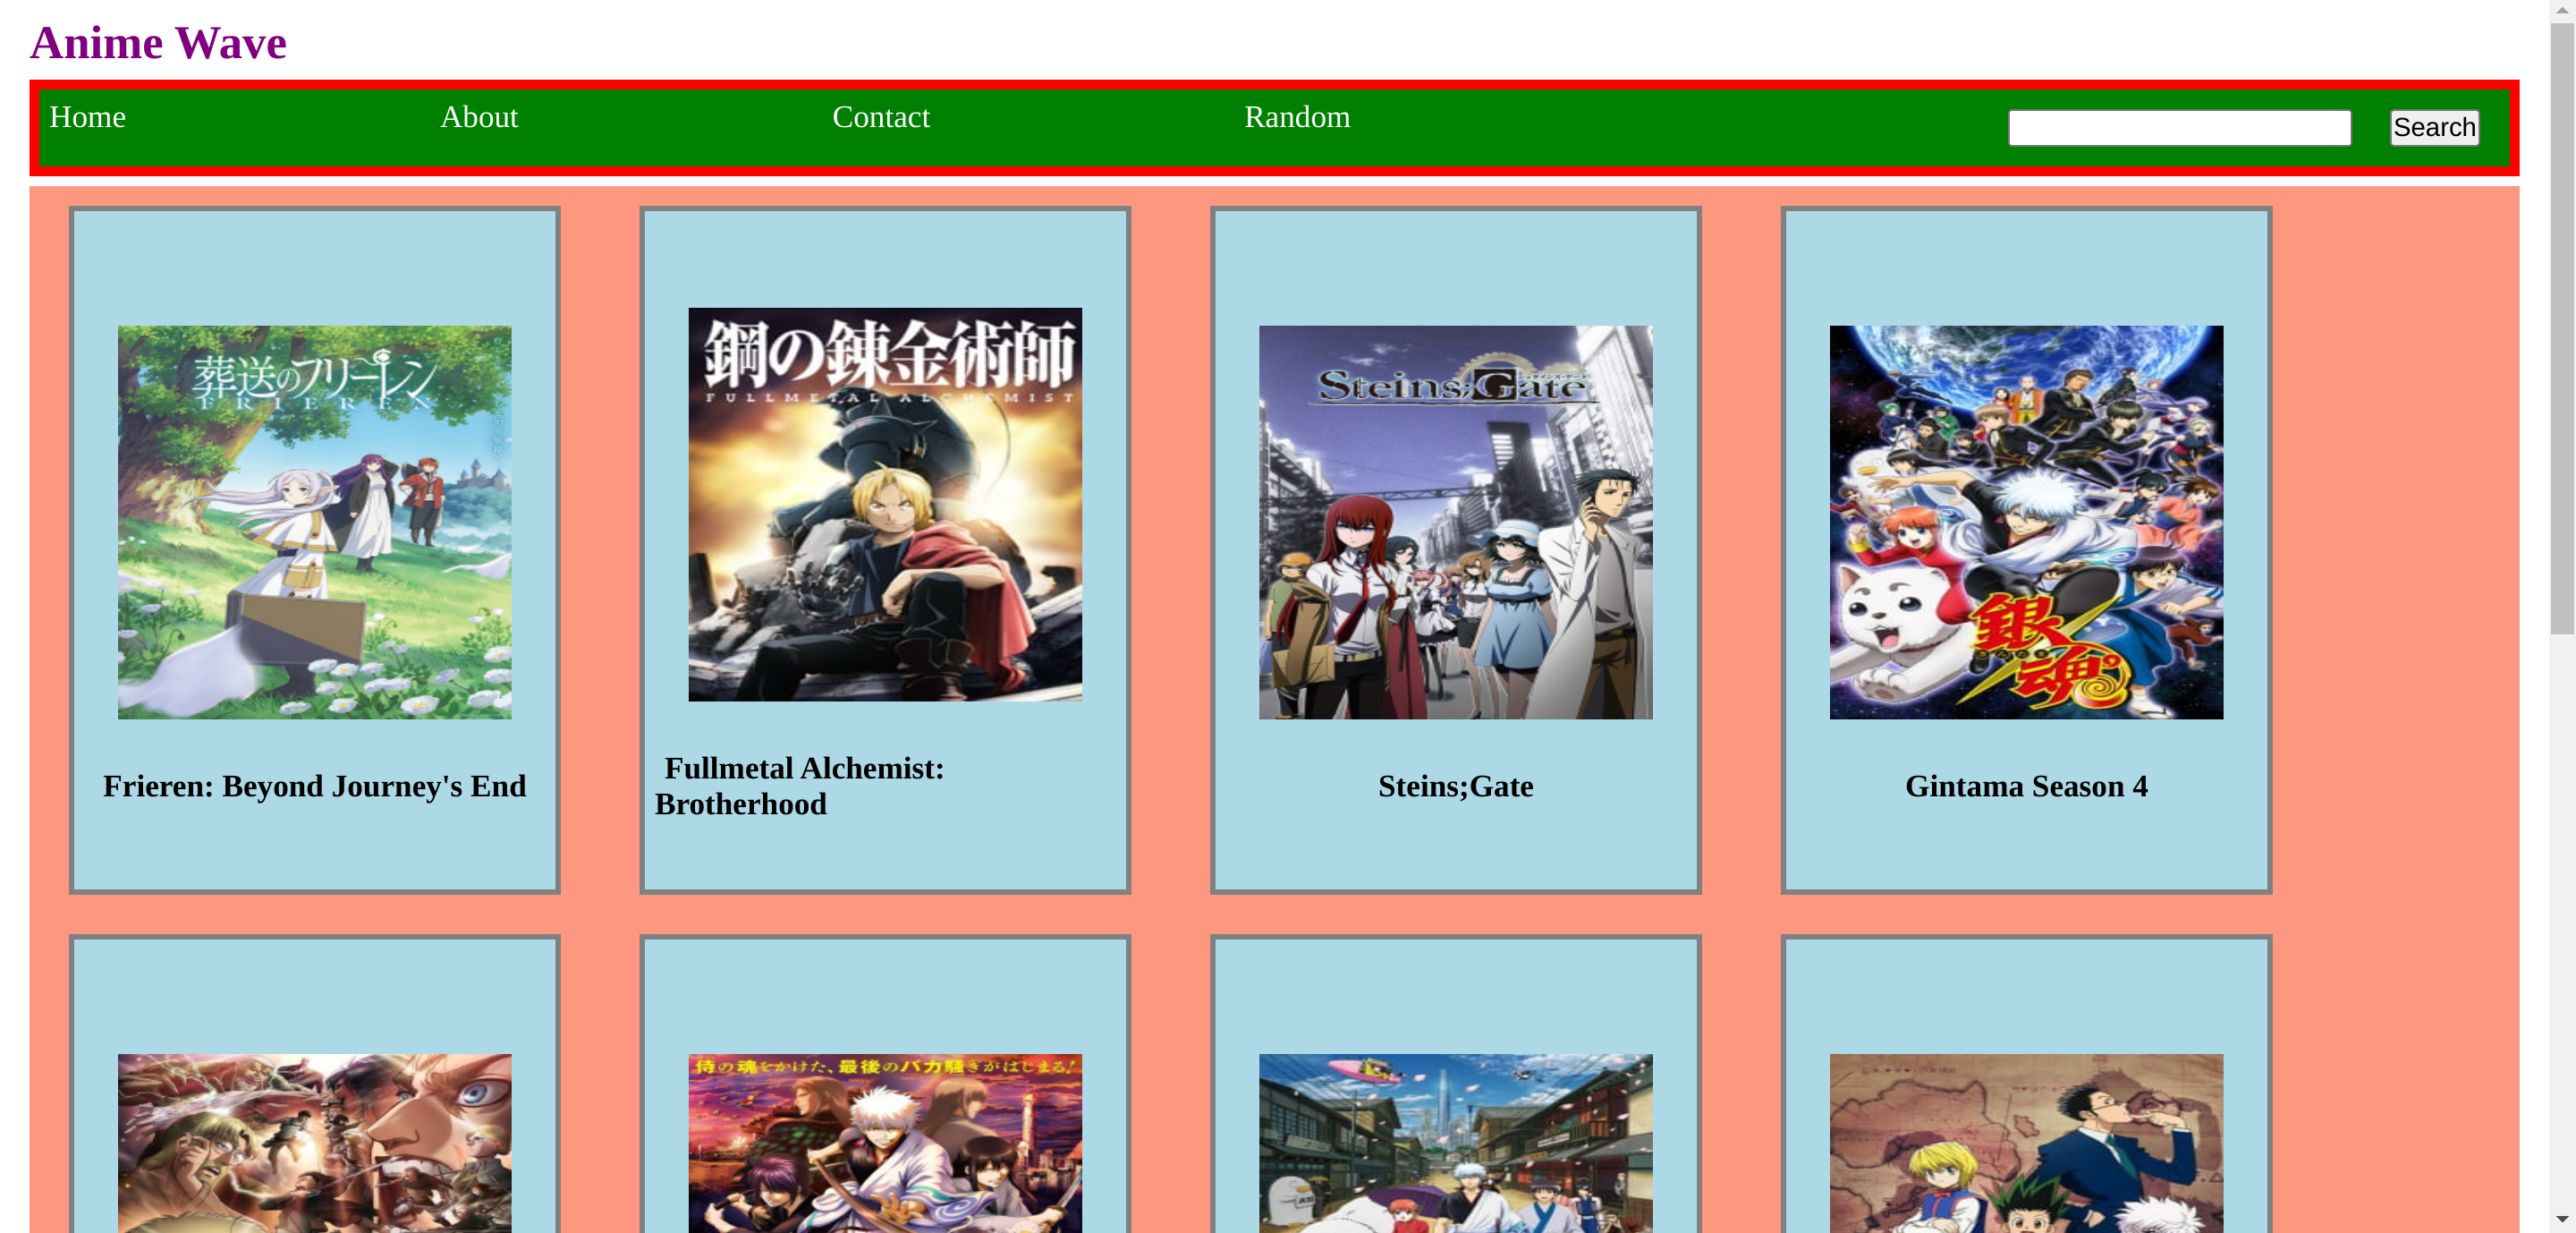 Anime Wave
Home About Contact Random Search
葬送のフリーレン
FRIEREN
鋼の錬金術師
FULLMETAL ALCHEMIST
Steins;Gate
銀魂
Frieren: Beyond Journey's End
Fullmetal Alchemist:
Brotherhood
Steins;Gate
Gintama Season 4
侍の魂をかけた、最後のバカ騒ぎがはじまる!